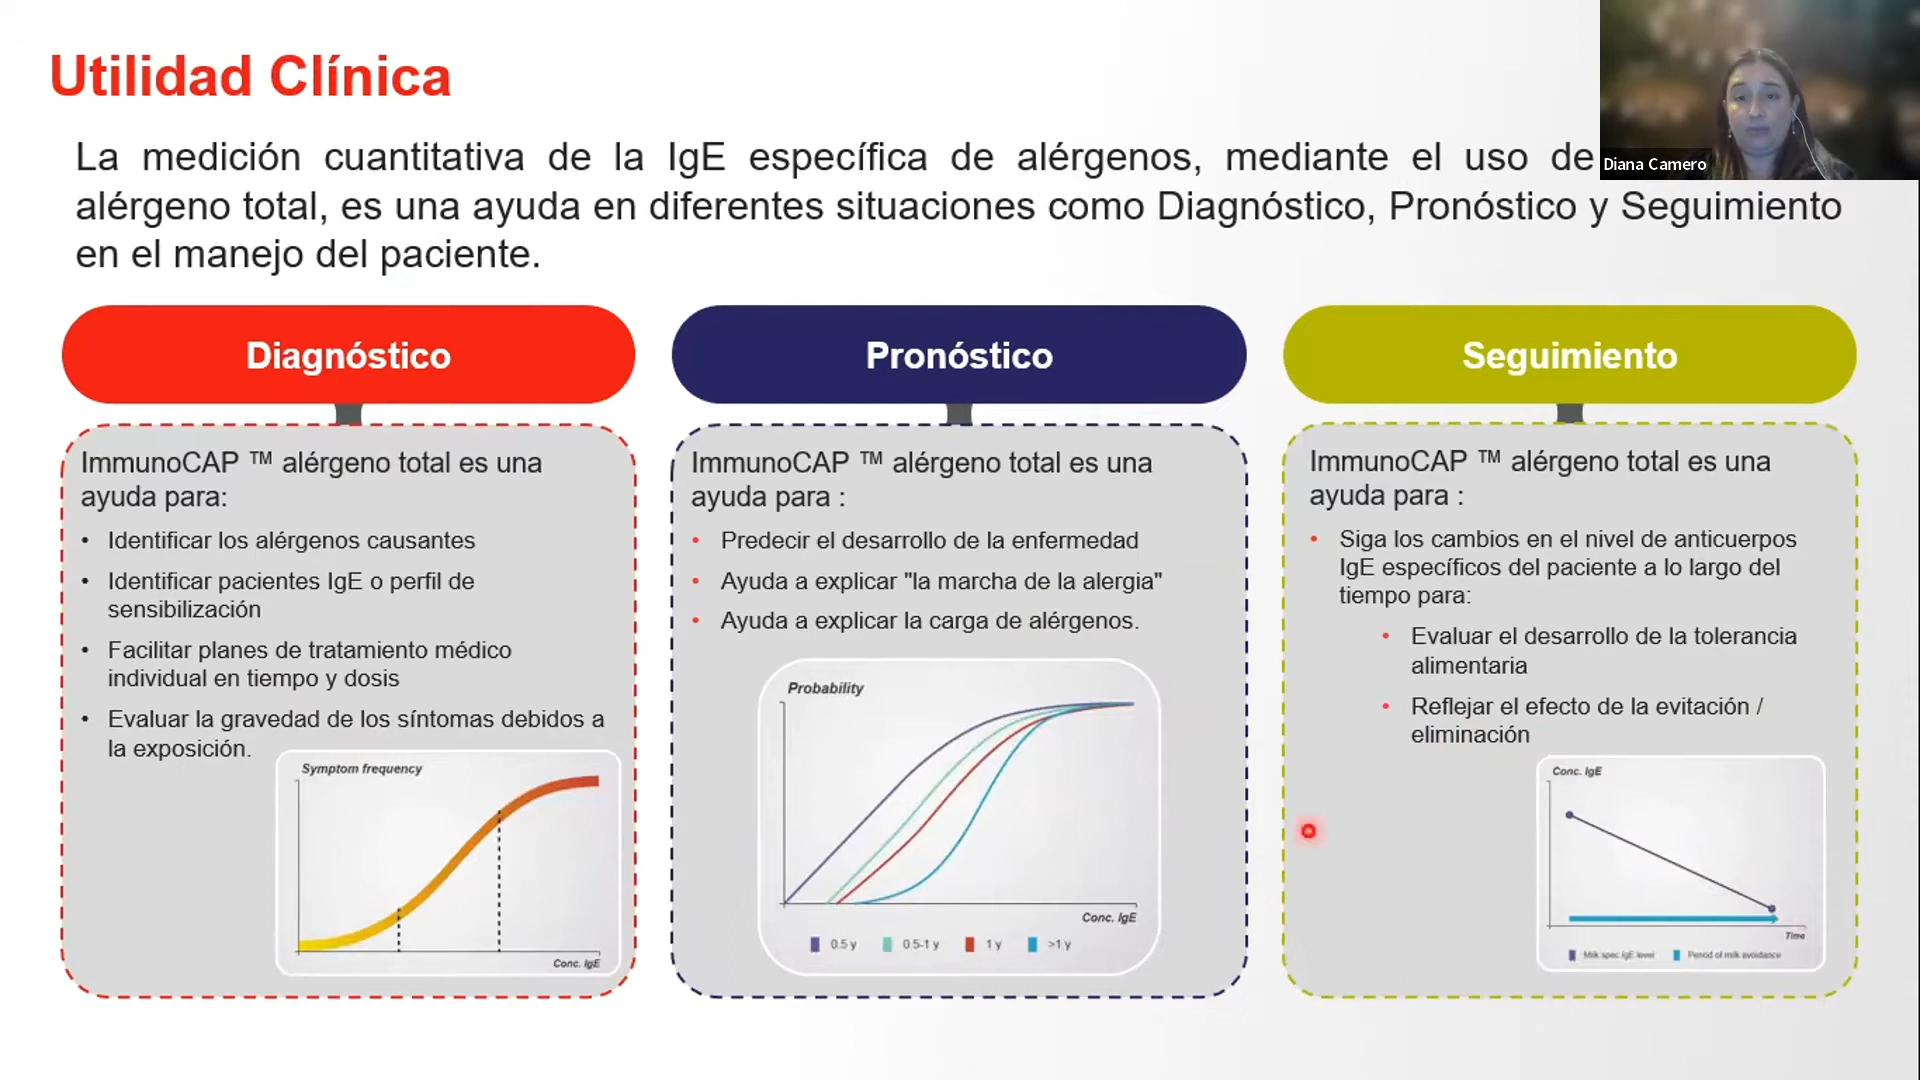 Utilidad Clínica
La medición cuantitativa de la IgE específica de alérgenos, mediante el uso de
alérgeno total, es una ayuda en diferentes situaciones como Diagnóstico, Pronóstico y Seguimiento
en el manejo del paciente.
Diana Camero
Diagnóstico
ImmunoCAP ™ alérgeno total es una
ayuda para:
• Identificar los alérgenos causantes
• Identificar pacientes IgE o perfil de
sensibilización
• Facilitar planes de tratamiento médico
individual en tiempo y dosis
• Evaluar la gravedad de los síntomas debidos a
la exposición.
Symptom frequency
Conc. IgE
Pronóstico
ImmunoCAP ™ alérgeno total es una
ayuda para :
• Predecir el desarrollo de la enfermedad
• Ayuda a explicar "la marcha de la alergia"
• Ayuda a explicar la carga de alérgenos.
Probability
Conc. IgE
0.5 y 0.5-1 y 1 y >1 y
Seguimiento
ImmunoCAP ™ alérgeno total es una
ayuda para :
• Siga los cambios en el nivel de anticuerpos
IgE específicos del paciente a lo largo del
tiempo para:
• Evaluar el desarrollo de la tolerancia
alimentaria
• Reflejar el efecto de la evitación /
eliminación
Conc. IgE
Time
Milk spec IgE level Period of milk avoidance